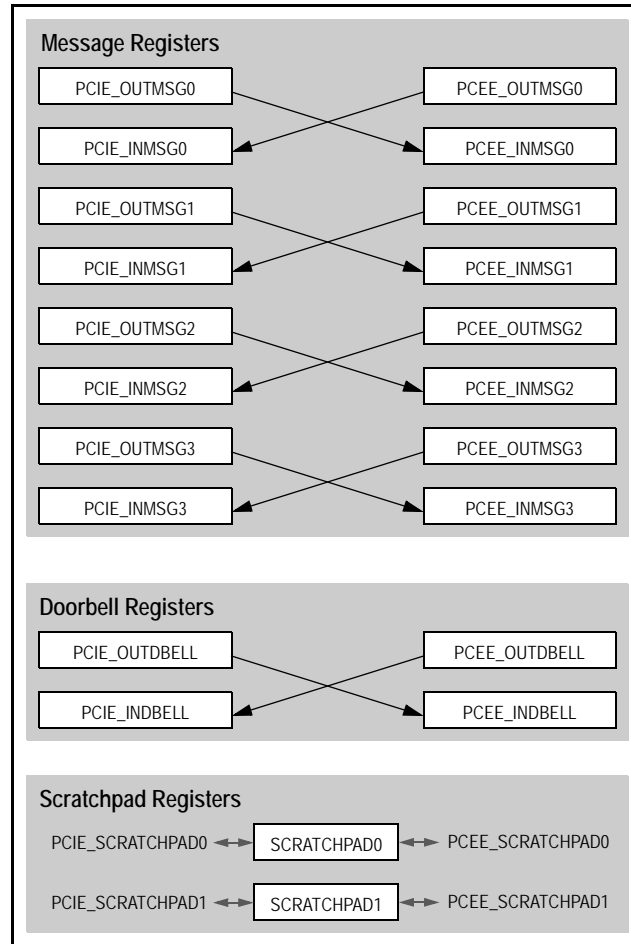 Message Registers
PCIE_OUTMSG0 PCEE_OUTMSG0
PCIE_INMSG0 PCEE_INMSG0
PCIE_OUTMSG1 PCEE_OUTMSG1
PCIE_INMSG1 PCEE_INMSG1
PCIE_OUTMSG2 PCEE_OUTMSG2
PCIE_INMSG2 PCEE_INMSG2
PCIE_OUTMSG3 PCEE_OUTMSG3
PCIE_INMSG3 PCEE_INMSG3
Doorbell Registers
PCIE_OUTDBELL PCEE_OUTDBELL
PCIE_INDBELL PCEE_INDBELL
Scratchpad Registers
PCIE_SCRATCHPAD0 SCRATCHPAD0 PCEE_SCRATCHPAD0
PCIE_SCRATCHPAD1 SCRATCHPAD1 PCEE_SCRATCHPAD1